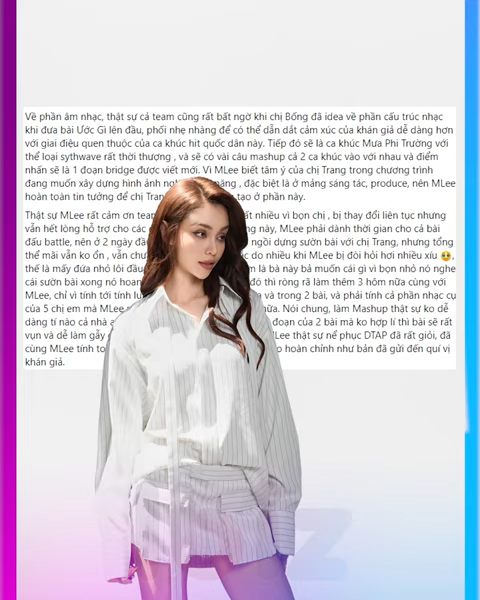 Về phần âm nhạc, thật sự cả team cũng rất bất ngờ khi chị Bống đã idea về phần cấu trúc nhạc
khi đưa bài Ước Gì lên đầu, phối nhẹ nhàng để có thể dẫn dắt cảm xúc của khán giả dễ dàng hơn
với giai điệu quen thuộc của ca khúc hit quốc dân này. Tiếp đó sẽ là ca khúc Mưa Phi Trường với
thể loại sythwave rất thời thượng , và sẽ có vài câu mashup cả 2 ca khúc vào với nhau và điểm
nhấn sẽ là 1 đoạn bridge được viết mới. Vì MLee biết tâm ý của chị Trang trong chương trình
đang muốn xây dựng hình ảnh ngh năng , đặc biệt là ở mảng sáng tác, produce, nên MLee
hoàn toàn tin tưởng để chị Tran tạo ở phần này.
Thật sự MLee rất cảm ơn team ất nhiều vì bọn chị , bị thay đổi liên tục nhưng
vẫn hết lòng hỗ trợ cho các ng này, MLee phải dành thời gian cho cả bài
đấu battle, nên ở 2 ngày đầ ngồi dựng sườn bài với chị Trang, nhưng tổng
thể mãi vẫn ko ổn , vẫn chư ộc do nhiều khi MLee bị đòi hỏi hơi nhiều xíu 🥹,
thế là mấy đứa nhỏ lôi đầu m là bà này bả muốn cái gì vì bọn nhỏ nó nghe
cái sườn bài xong nó hoan đó thì ròng rã làm thêm 3 hôm nữa cùng với
MLee, chỉ vì tính tới tính lu và trong 2 bài, và phải tính cả phần nhạc cụ
của 5 chị em mà MLee nữa. Nói chung, làm Mashup thật sự ko dễ
dàng tí nào cả nhà a đoạn của 2 bài mà ko hợp lí thì bài sẽ rất
vụn và dễ làm gẫy MLee thật sự nể phục DTAP đã rất giỏi, đã
cùng MLee tính to o hoàn chỉnh như bản đã gửi đến quí vị
khán giả.